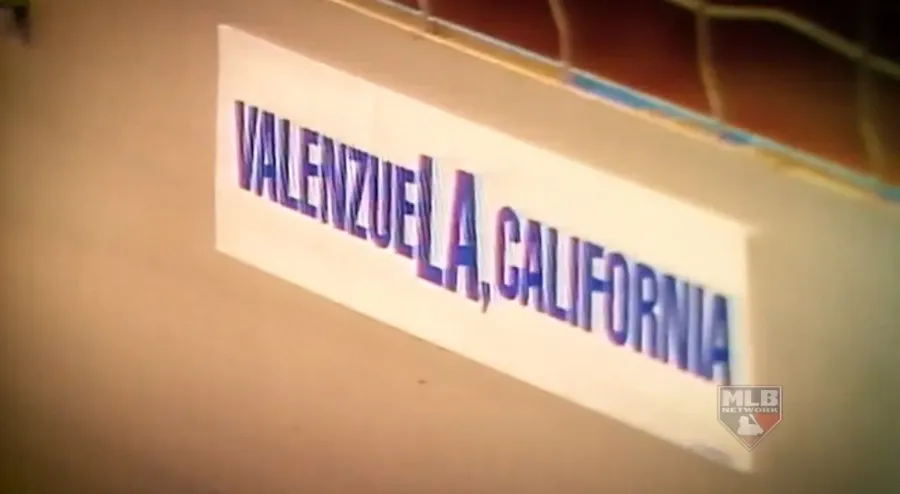 VALENZUELA, CALIFORNIA
MLB
NETWORK